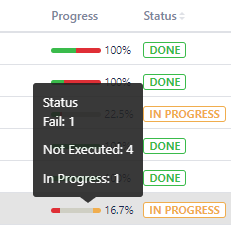 Progress Status
100% DONE
100% DONE
Status
22.5% IN PROGRESS
Fail: 1
Not Executed: 4
DONE
In Progress: 1
DONE
16.7% IN PROGRESS